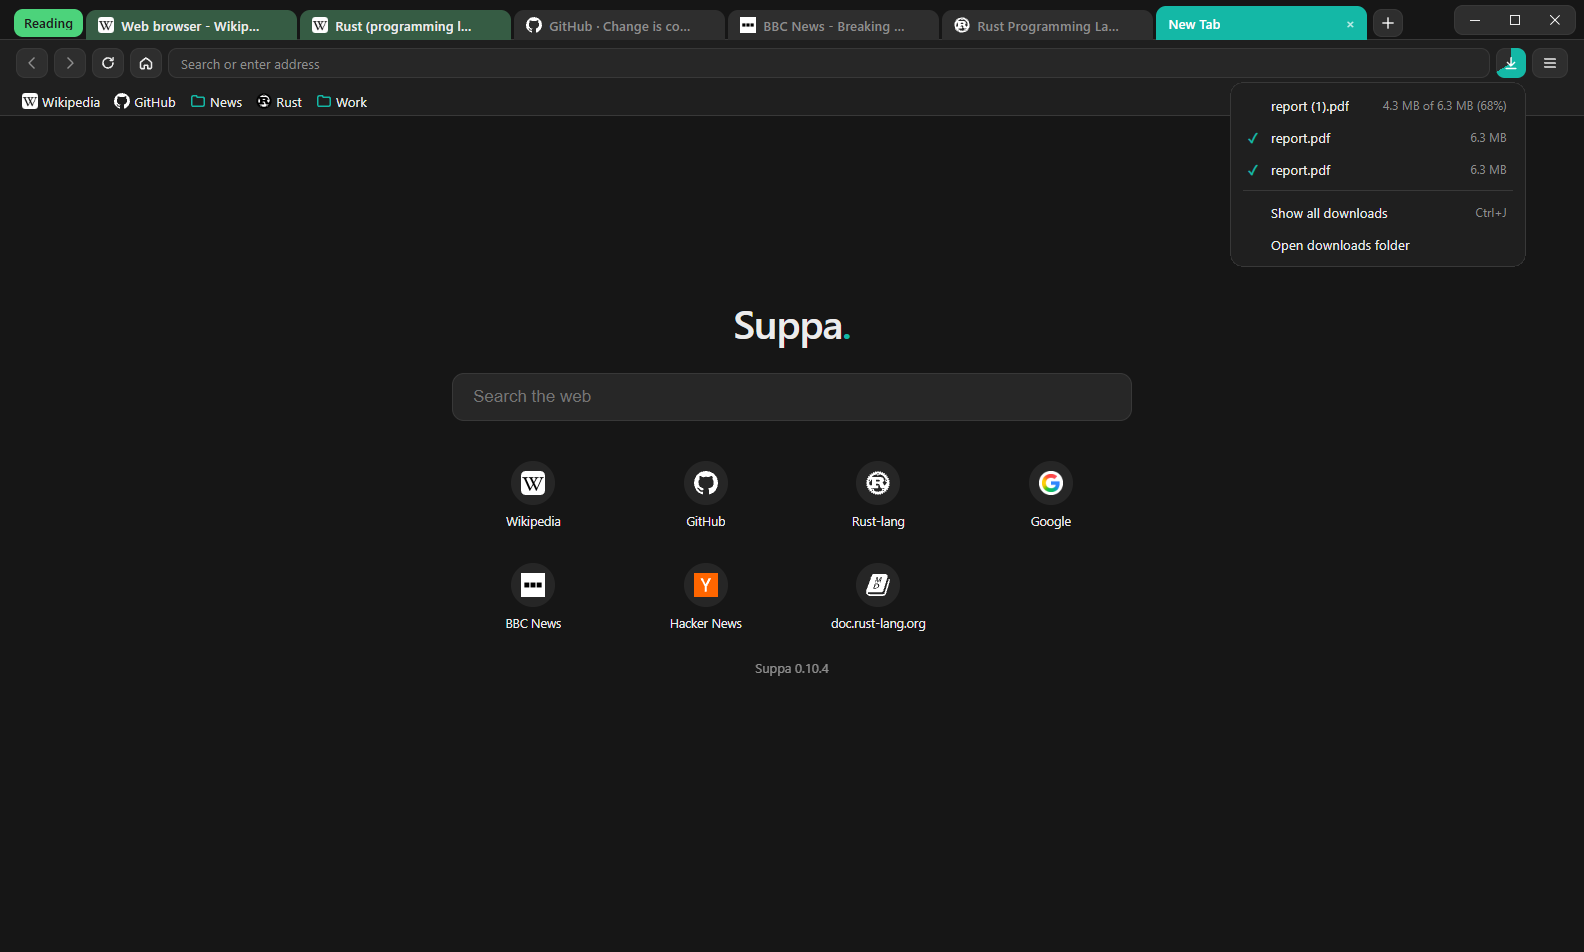 Reading
Web browser - Wikip...
Rust (programming l...
GitHub · Change is co...
BBC News - Breaking ...
Rust Programming La...
New Tab
Search or enter address
Wikipedia
GitHub
News
Rust
Work
report (1).pdf 4.3 MB of 6.3 MB (68%)
report.pdf 6.3 MB
report.pdf 6.3 MB
Show all downloads Ctrl+J
Open downloads folder
Suppa.
Search the web
Wikipedia
GitHub
Rust-lang
Google
BBC News
Hacker News
doc.rust-lang.org
Suppa 0.10.4